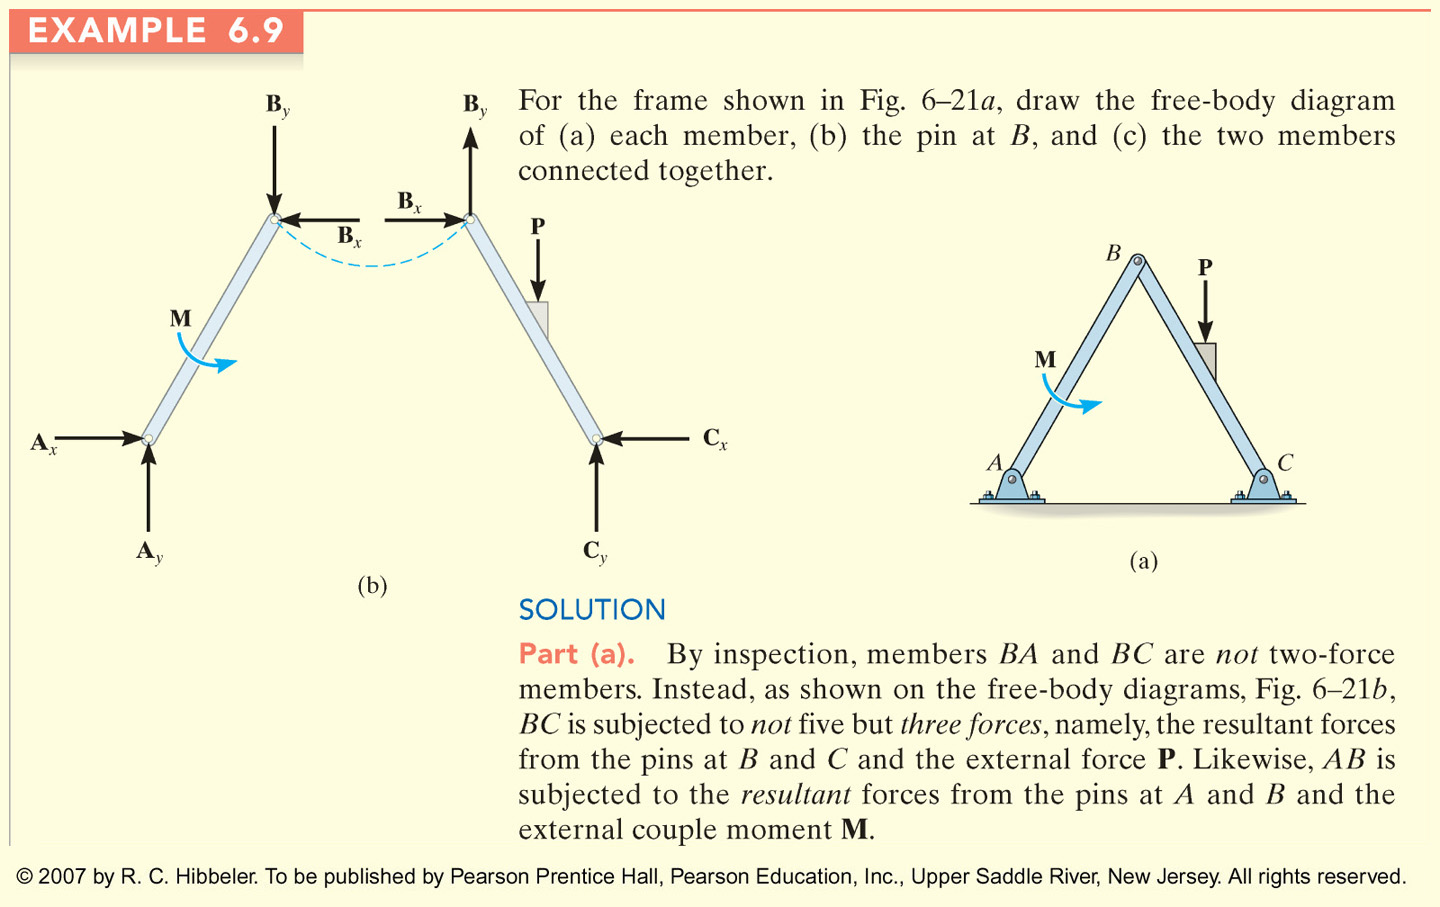 EXAMPLE 6.9
For the frame shown in Fig. 6–21a, draw the free-body diagram
of (a) each member, (b) the pin at B, and (c) the two members
connected together.
By
By
Bx
Bx
P
M
Ax
Cx
Ay
Cy
(b)
B
P
M
A
C
(a)
SOLUTION
Part (a). By inspection, members BA and BC are not two-force
members. Instead, as shown on the free-body diagrams, Fig. 6–21b,
BC is subjected to not five but three forces, namely, the resultant forces
from the pins at B and C and the external force P. Likewise, AB is
subjected to the resultant forces from the pins at A and B and the
external couple moment M.
© 2007 by R. C. Hibbeler. To be published by Pearson Prentice Hall, Pearson Education, Inc., Upper Saddle River, New Jersey. All rights reserved.